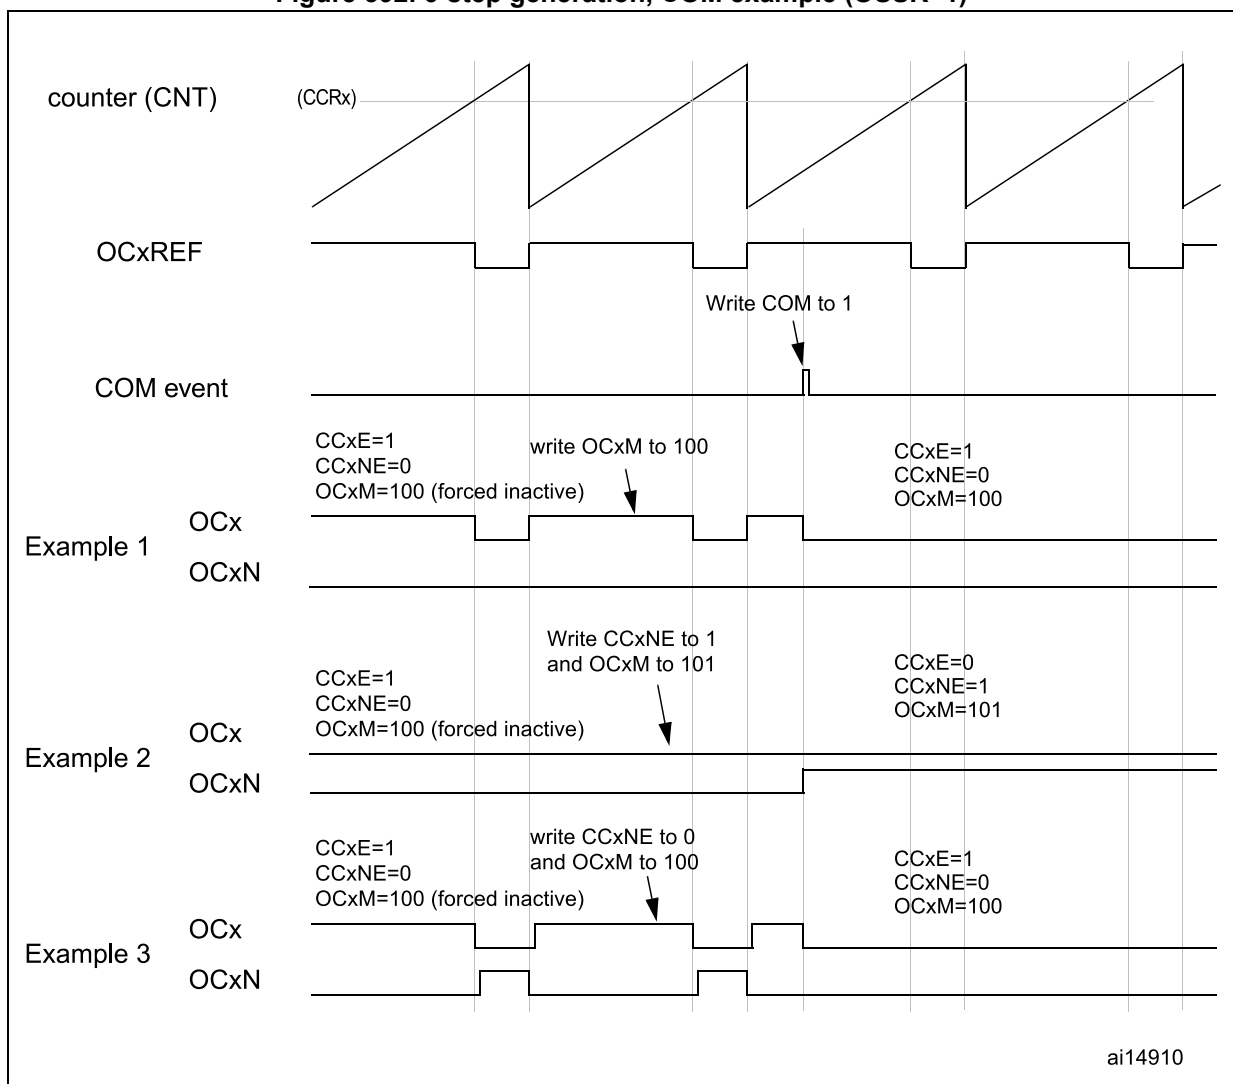 counter (CNT)
(CCRx)
OCxREF
Write COM to 1
COM event
CCxE=1
CCxNE=0
OCxM=100 (forced inactive)
write OCxM to 100
CCxE=1
CCxNE=0
OCxM=100
Example 1
OCx
OCxN
Write CCxNE to 1
and OCxM to 101
CCxE=1
CCxNE=0
OCxM=100 (forced inactive)
CCxE=0
CCxNE=1
OCxM=101
Example 2
OCx
OCxN
write CCxNE to 0
and OCxM to 100
CCxE=1
CCxNE=0
OCxM=100 (forced inactive)
CCxE=1
CCxNE=0
OCxM=100
Example 3
OCx
OCxN
ai14910